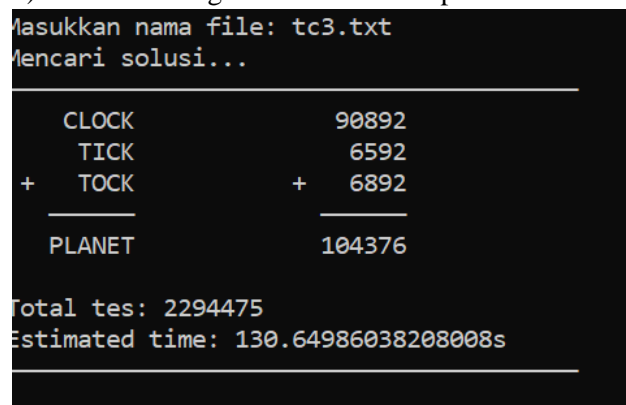 Masukkan nama file: tc3.txt
Mencari solusi...
CLOCK 90892
TICK 6592
+ TOCK + 6892
PLANET 104376
Total tes: 2294475
Estimated time: 130.64986038208008s